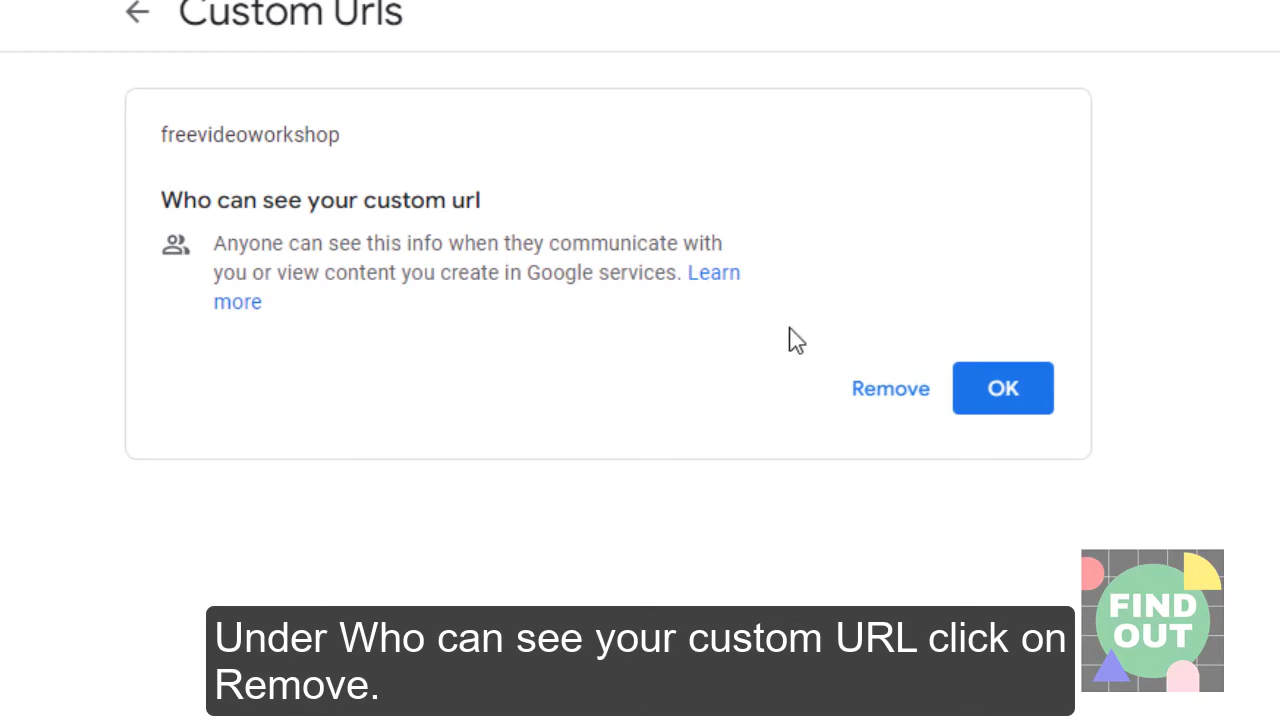 Custom Urls
freevideoworkshop
Who can see your custom url
Anyone can see this info when they communicate with
you or view content you create in Google services. Learn
more
Remove OK
FIND
OUT
Under Who can see your custom URL click on
Remove.